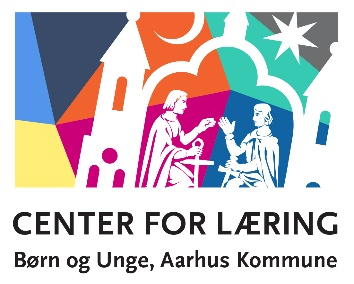 CENTER FOR LÆRING
Børn og Unge, Aarhus Kommune